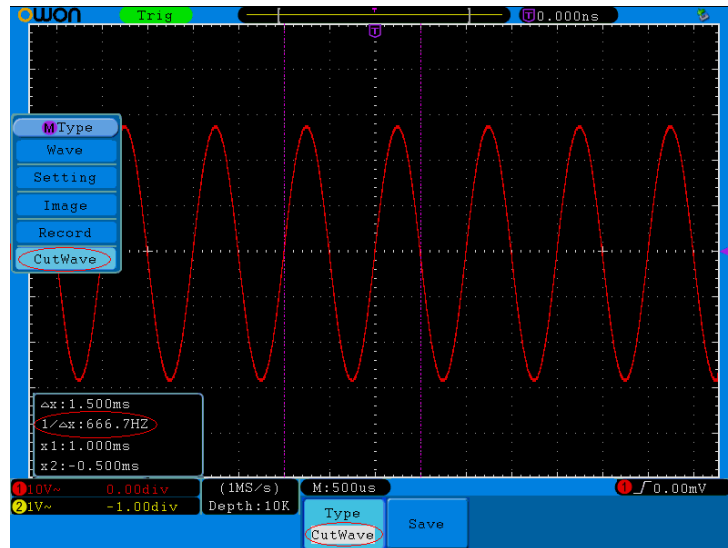 OWON Trig T 0.000ns
T
M Type
Wave
Setting
Image
Record
CutWave
△x:1.500ms
1/△x:666.7HZ
x1:1.000ms
x2:-0.500ms
1 10V~ 0.00div (1MS/s) M:500us 1 0.00mV
2 1V~ -1.00div Depth:10K
Type
CutWave
Save